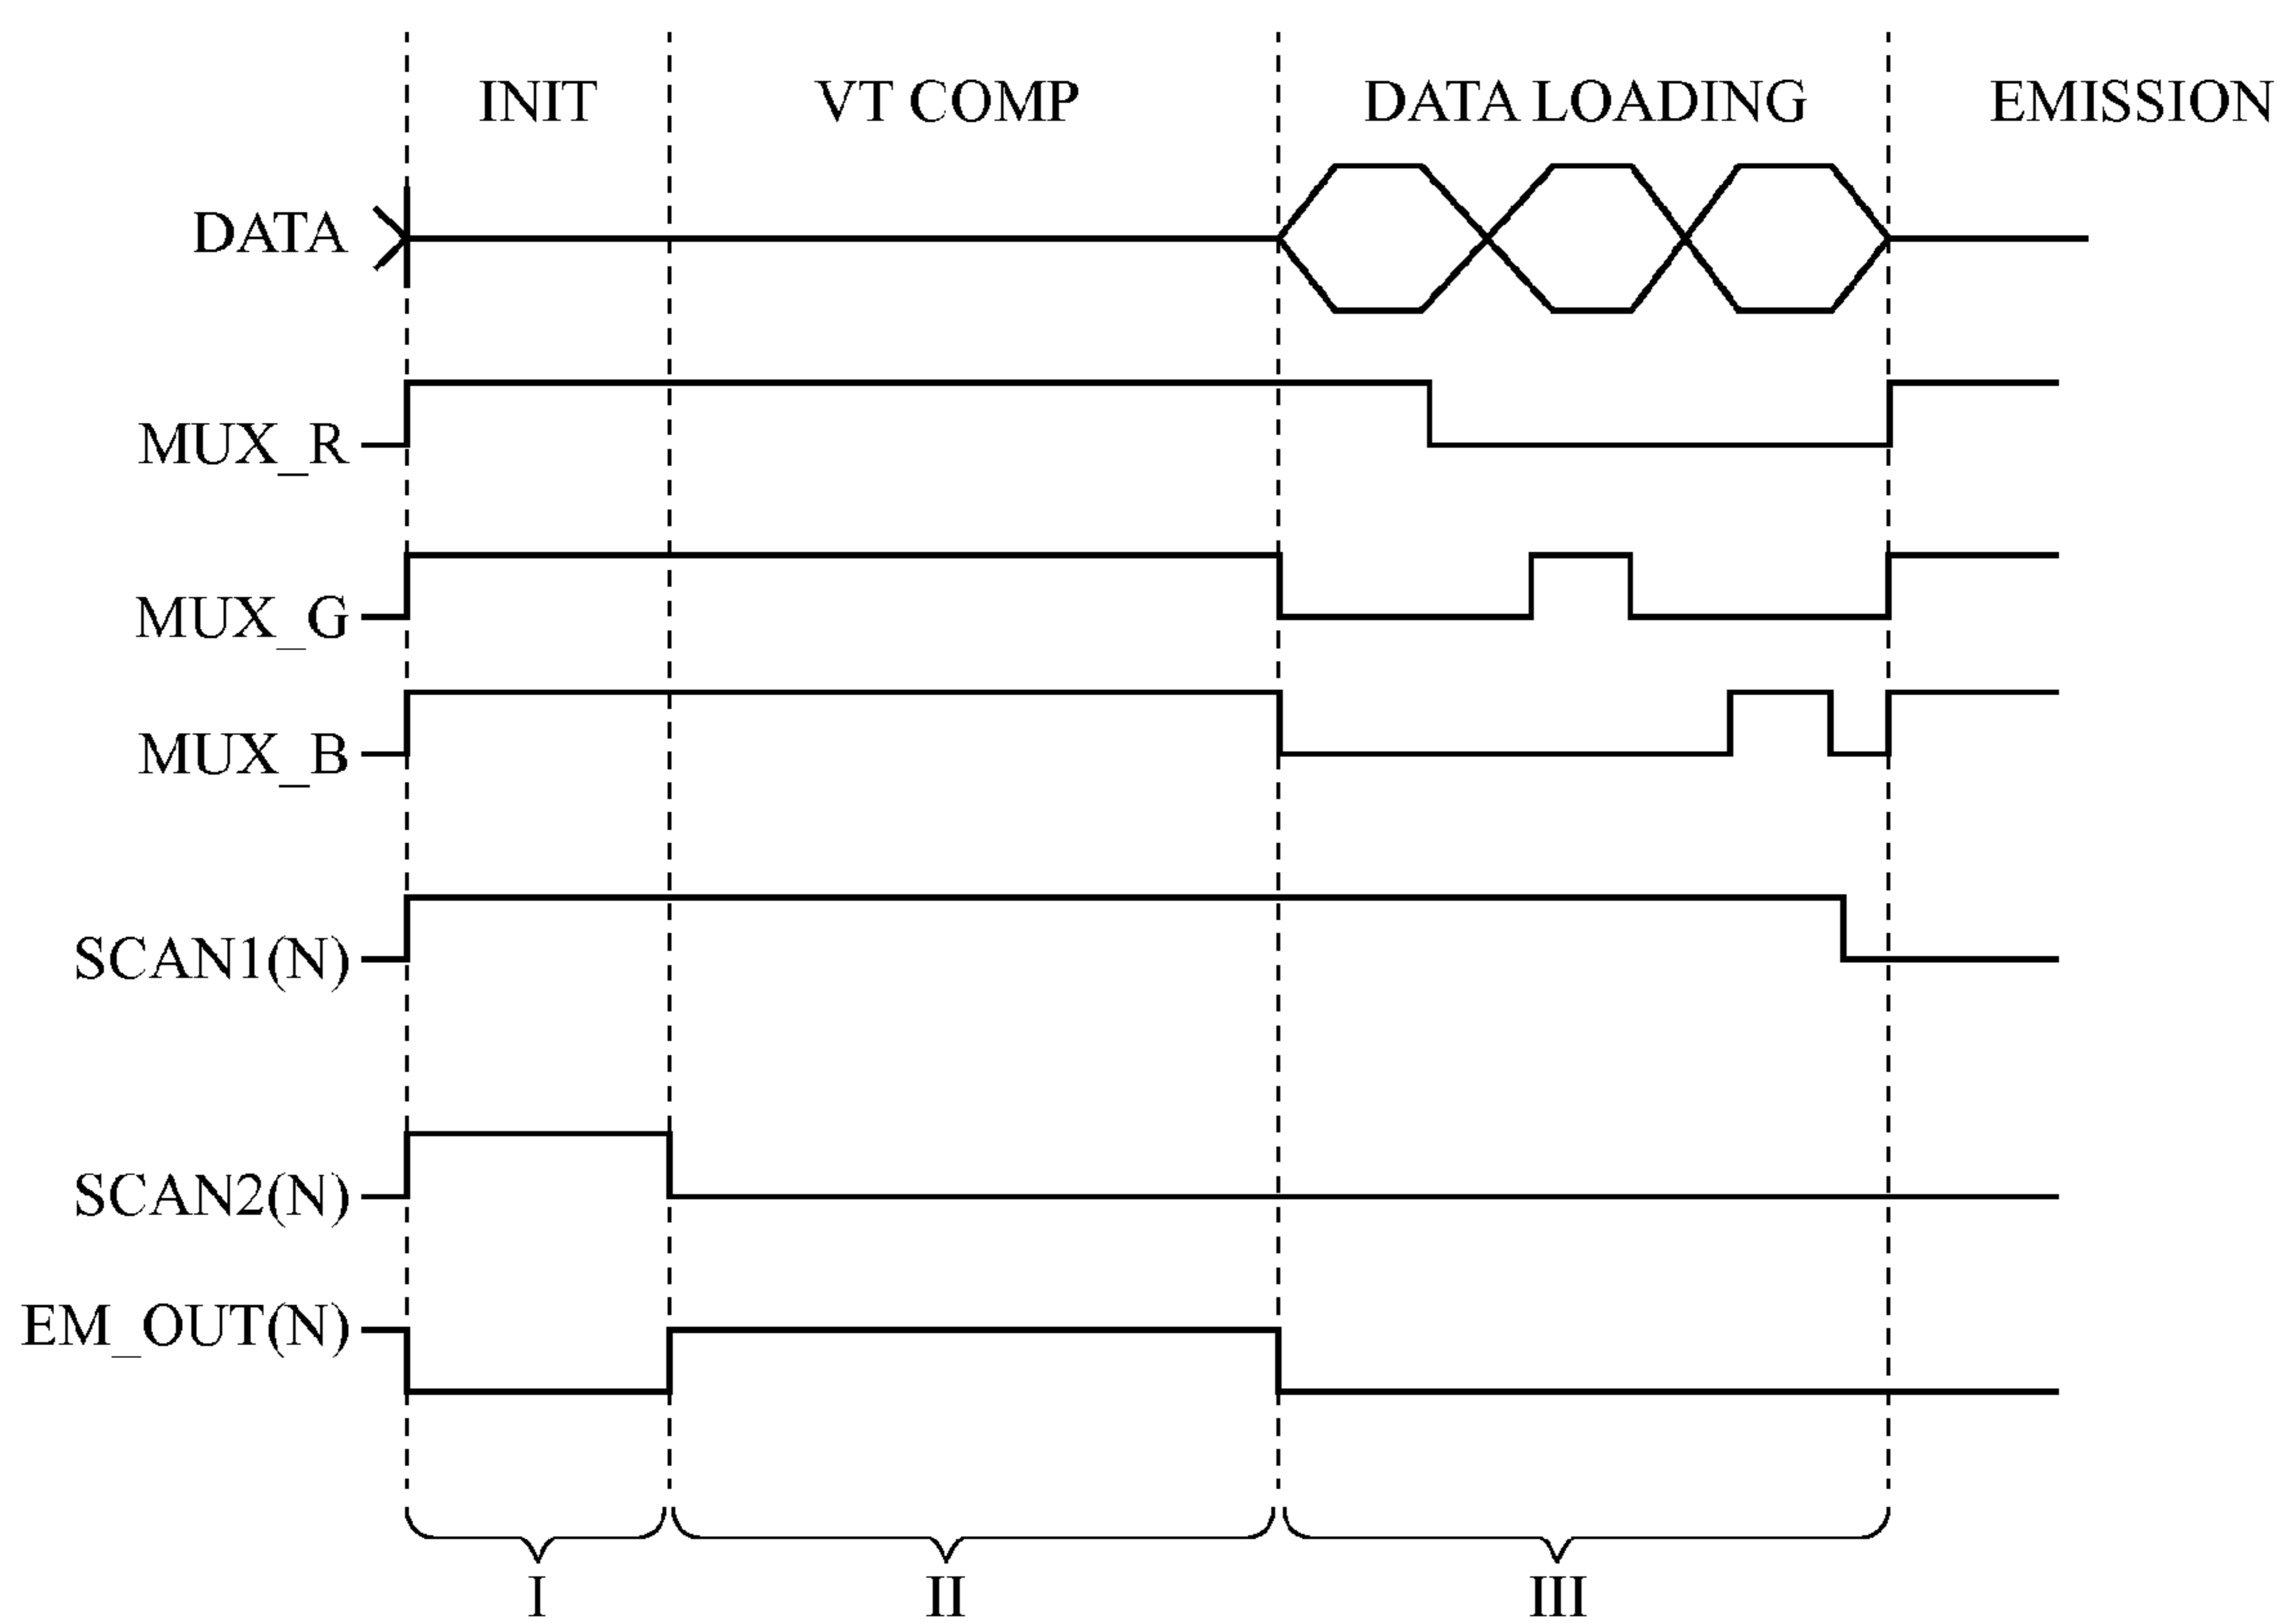 INIT VT COMP DATA LOADING EMISSION
DATA
MUX_R
MUX_G
MUX_B
SCAN1(N)
SCAN2(N)
EM_OUT(N)
I II III